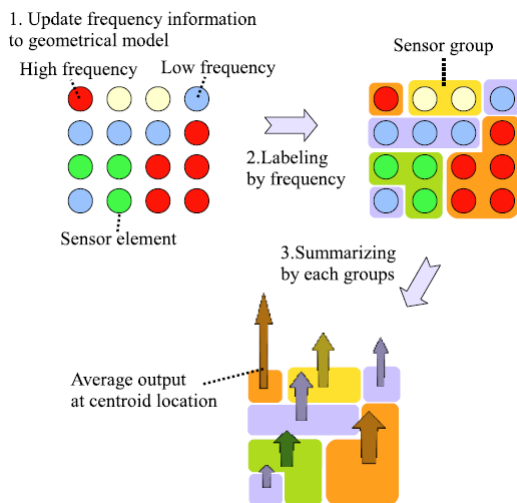 1. Update frequency information
to geometrical model
High frequency
Low frequency
Sensor element
2.Labeling
by frequency
Sensor group
3.Summarizing
by each groups
Average output
at centroid location